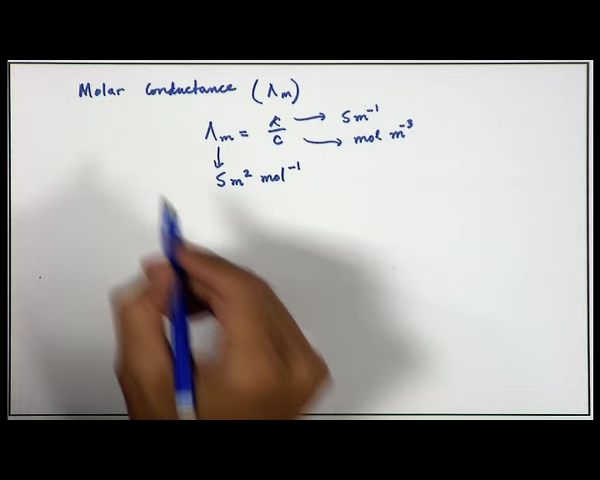 Molar Conductance (Λm)
Λm = κ/c → S m⁻¹
→ mol m⁻³
↓
S m² mol⁻¹